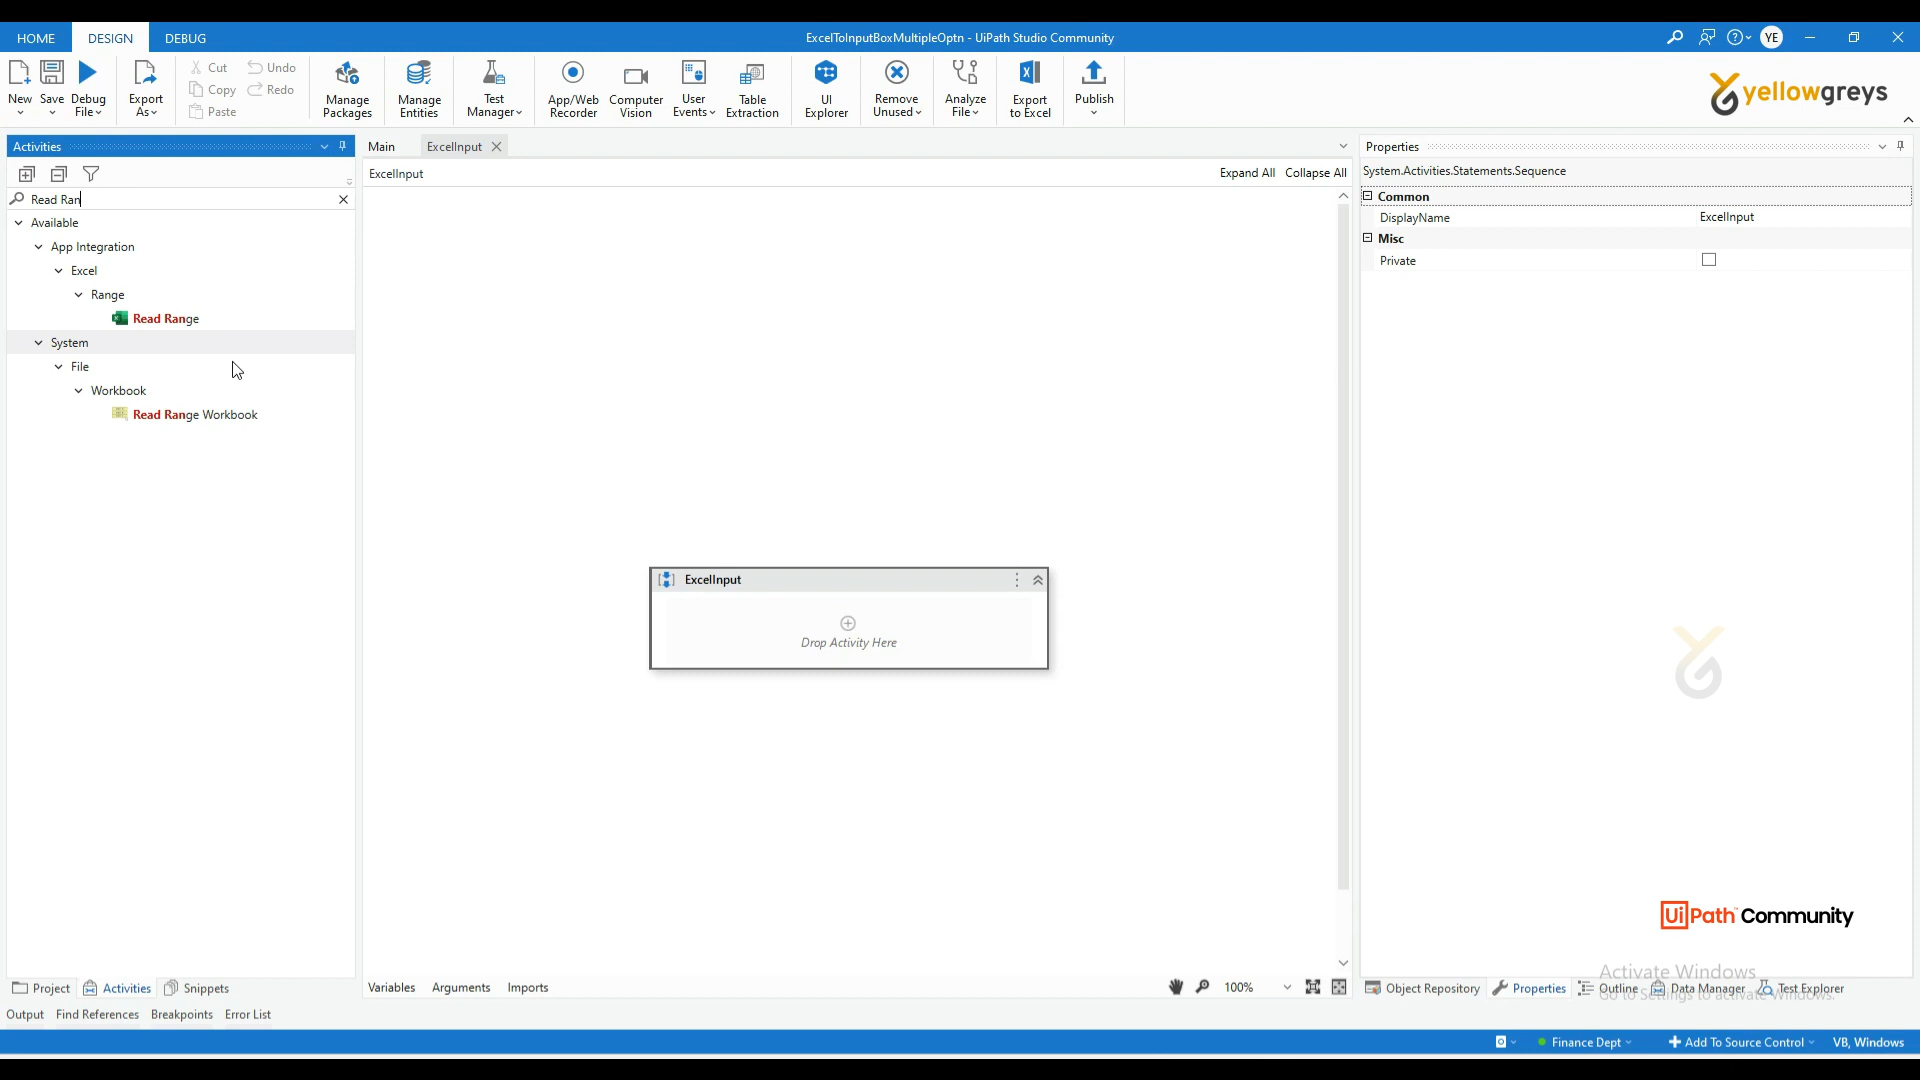 HOME DESIGN DEBUG ExcelToInputBoxMultipleOptn - UiPath Studio Community YE
New Save Debug File Export As Cut Copy Paste Undo Redo Manage Packages Manage Entities Test Manager App/Web Recorder Computer Vision User Events Table Extraction UI Explorer Remove Unused Analyze File Export to Excel Publish
yellowgreys
Activities Main ExcelInput Properties
ExcelInput Expand All Collapse All System.Activities.Statements.Sequence
Read Ran
Common
DisplayName ExcelInput
Misc
Private
Available
App Integration
Excel
Range
Read Range
System
File
Workbook
Read Range Workbook
ExcelInput
Drop Activity Here
UiPath Community
Activate Windows
Go to Settings to activate Windows.
Project Activities Snippets Variables Arguments Imports 100% Object Repository Properties Outline Data Manager Test Explorer
Output Find References Breakpoints Error List
Finance Dept Add To Source Control VB, Windows